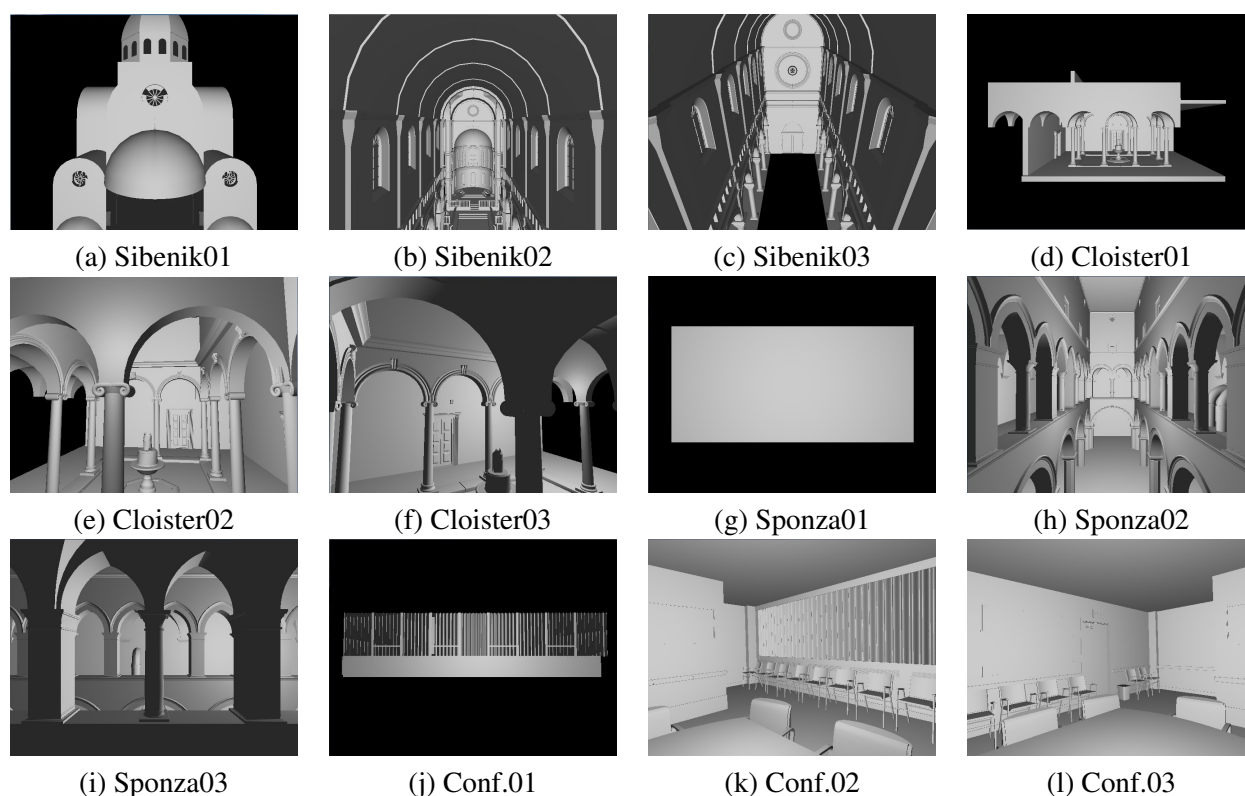 (a) Sibenik01
(b) Sibenik02
(c) Sibenik03
(d) Cloister01
(e) Cloister02
(f) Cloister03
(g) Sponza01
(h) Sponza02
(i) Sponza03
(j) Conf.01
(k) Conf.02
(l) Conf.03